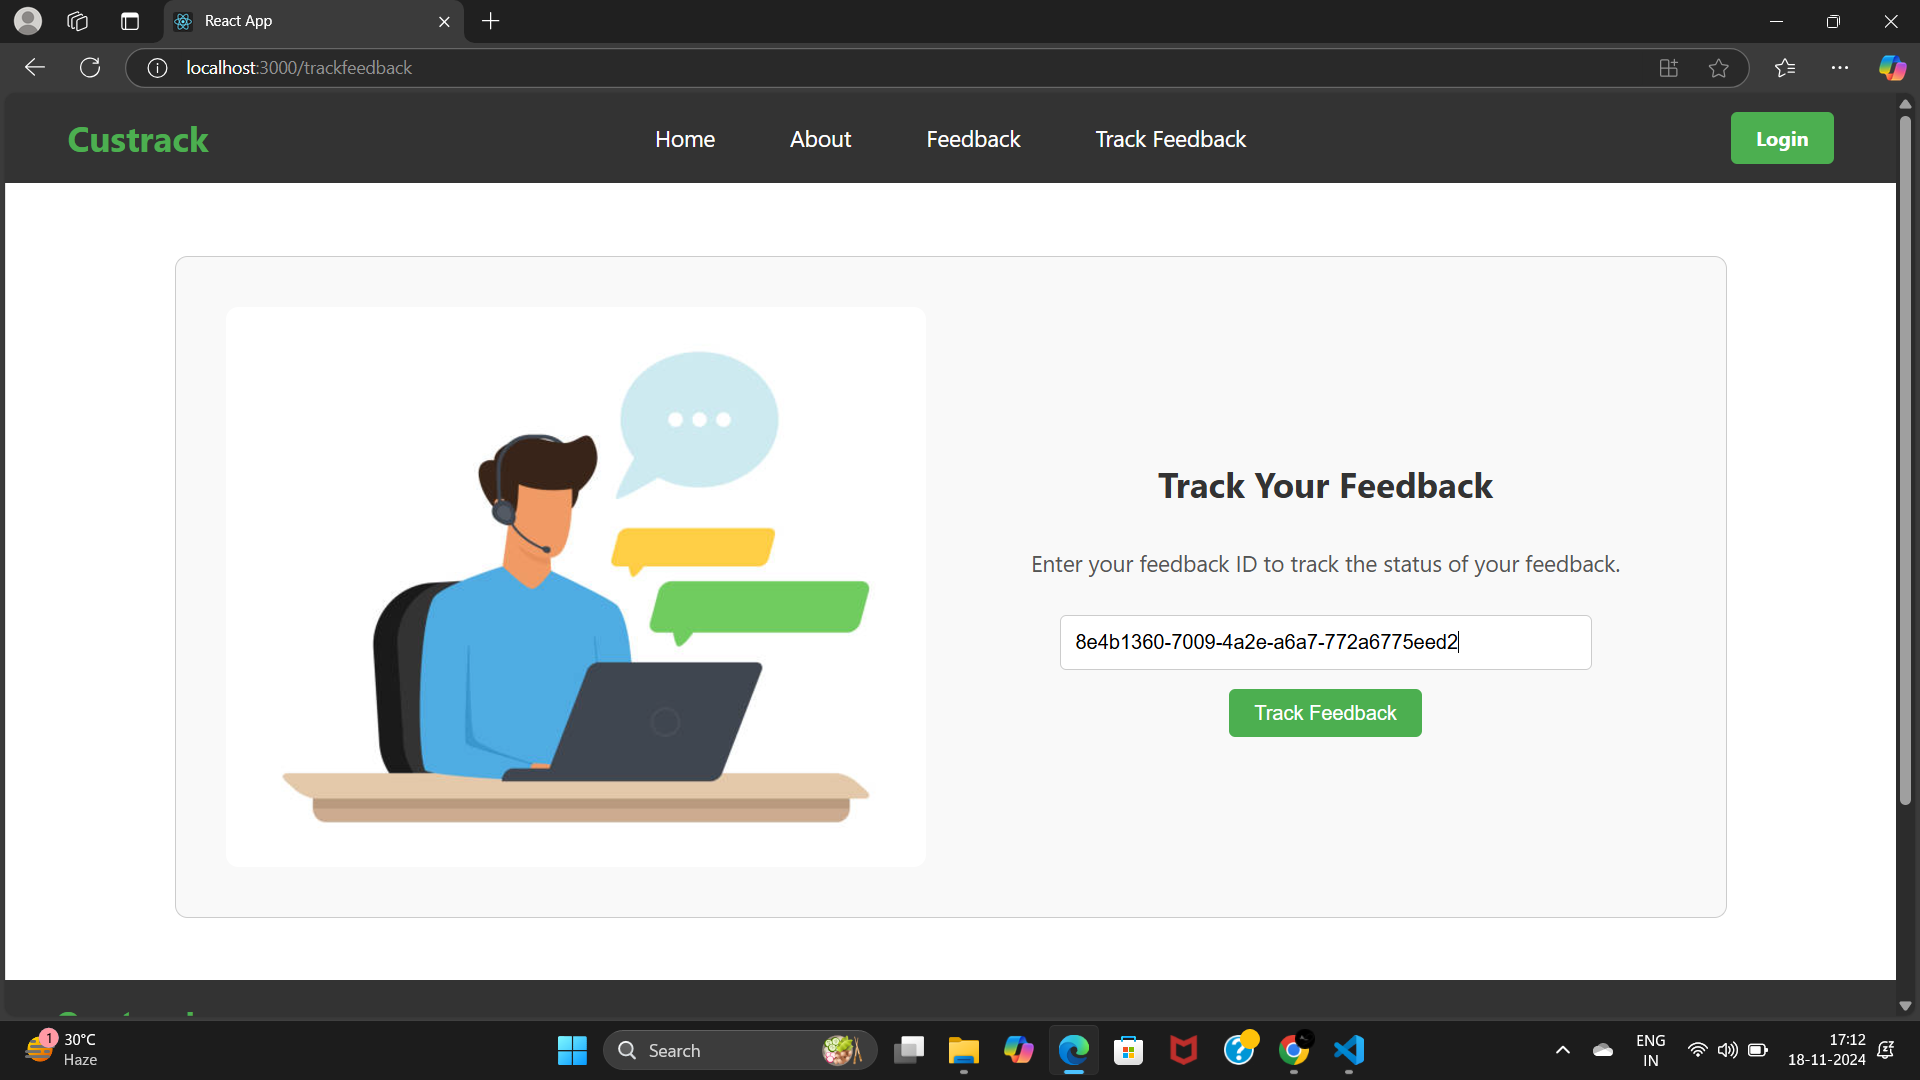 React App
localhost:3000/trackfeedback
Custrack
Home
About
Feedback
Track Feedback
Login
Track Your Feedback
Enter your feedback ID to track the status of your feedback.
8e4b1360-7009-4a2e-a6a7-772a6775eed2
Track Feedback
1
30°C
Haze
Search
ENG
IN
17:12
18-11-2024